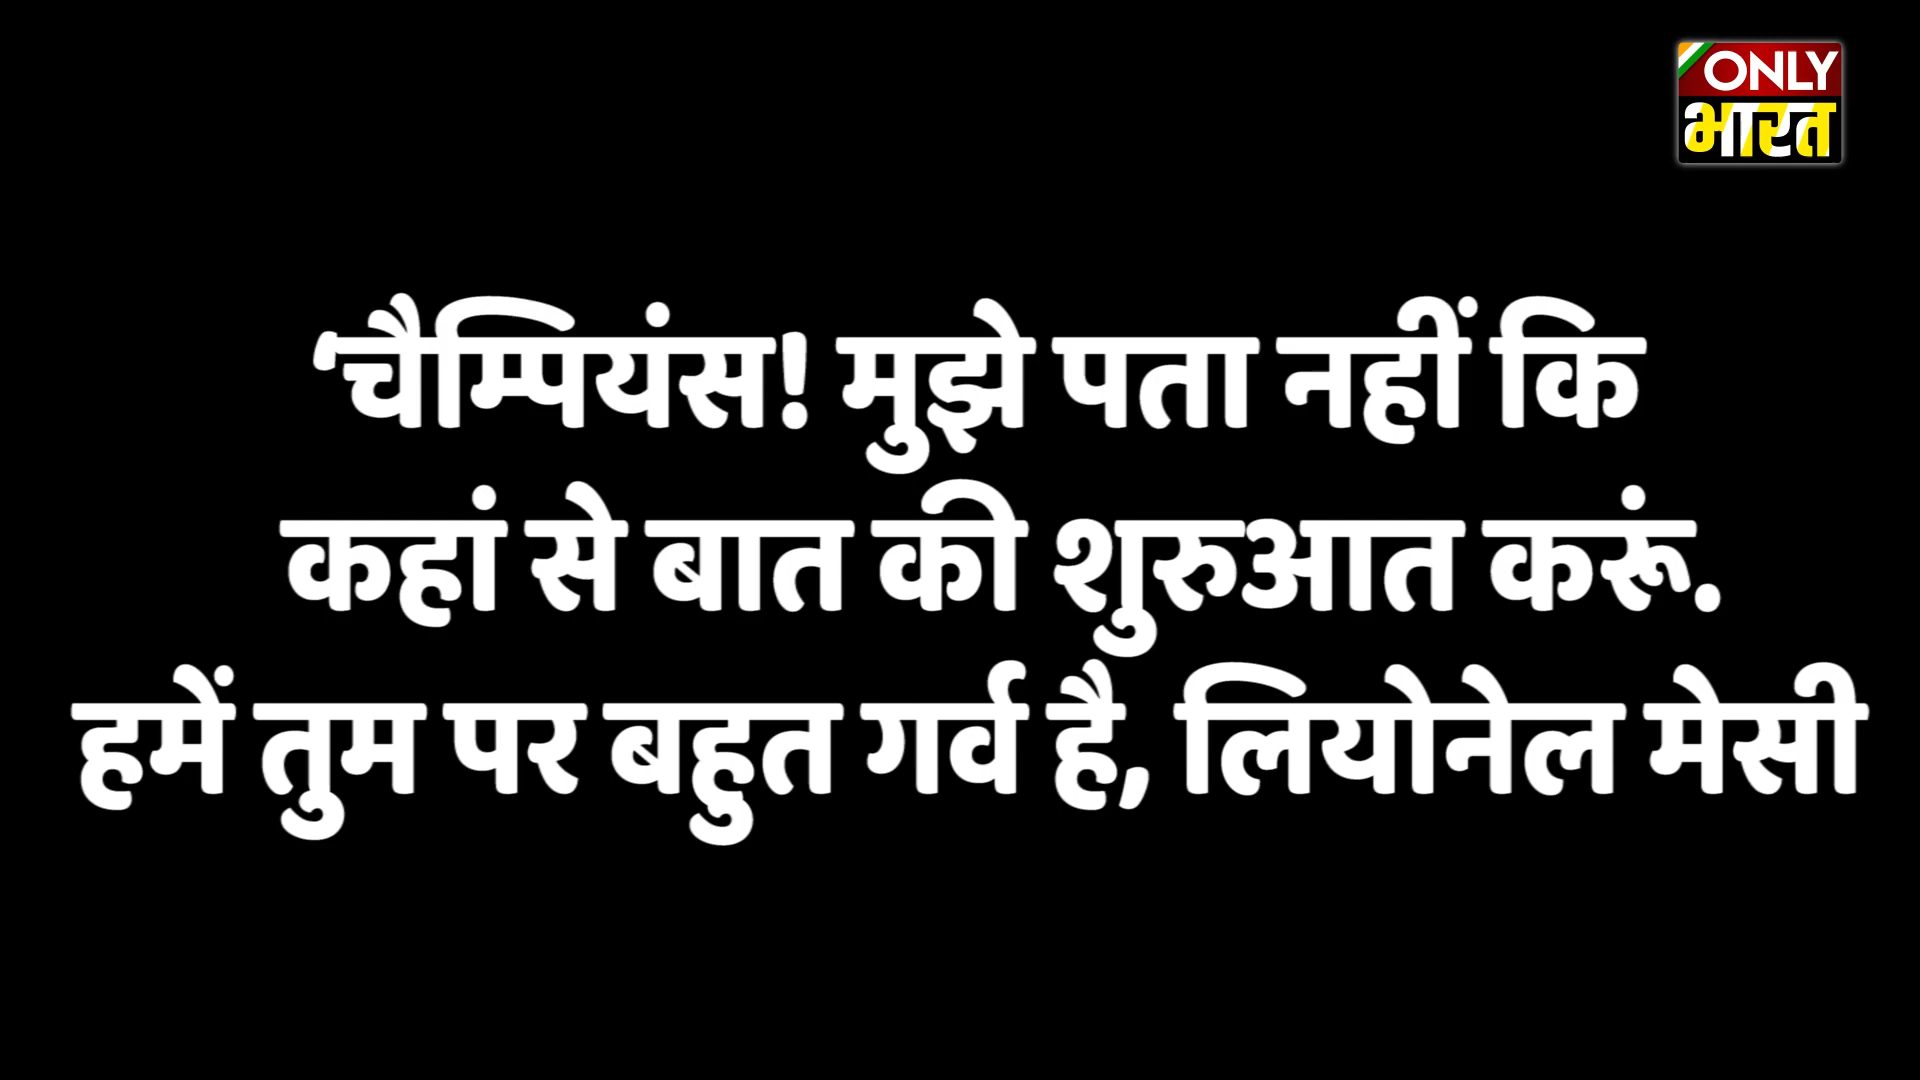 ONLY
भारत
‘चैम्पियंस! मुझे पता नहीं कि
कहां से बात की शुरुआत करूं.
हमें तुम पर बहुत गर्व है, लियोनेल मेसी